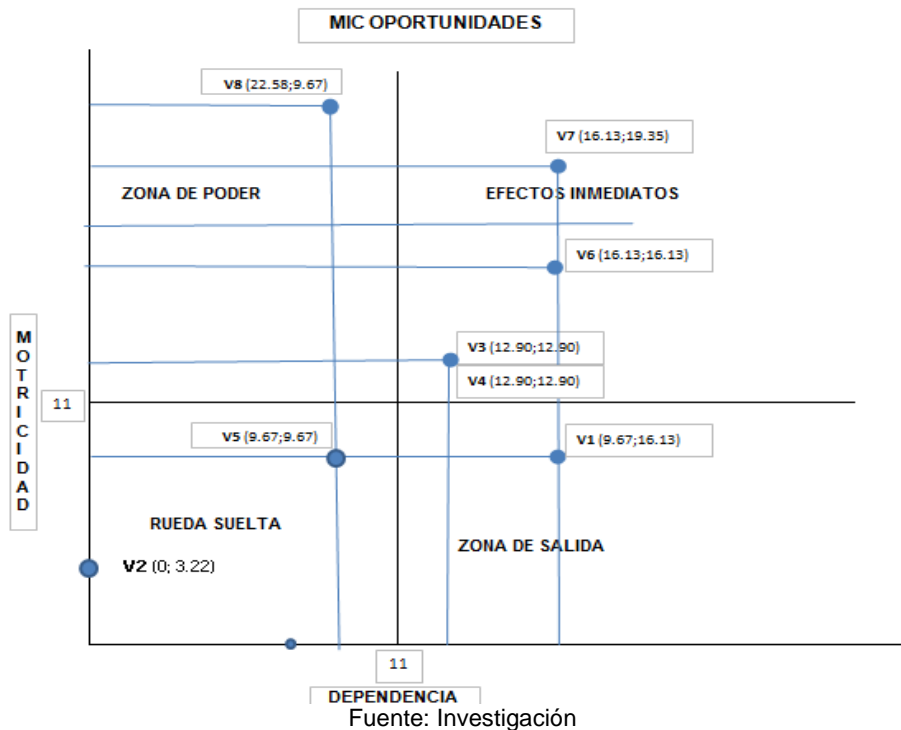 MIC OPORTUNIDADES
V8 (22.58;9.67)
V7 (16.13;19.35)
ZONA DE PODER
EFECTOS INMEDIATOS
V6 (16.13;16.13)
V3 (12.90;12.90)
V4 (12.90;12.90)
MOTRICIDAD
11
V5 (9.67;9.67)
V1 (9.67;16.13)
RUEDA SUELTA
ZONA DE SALIDA
V2 (0; 3.22)
11
DEPENDENCIA
Fuente: Investigación